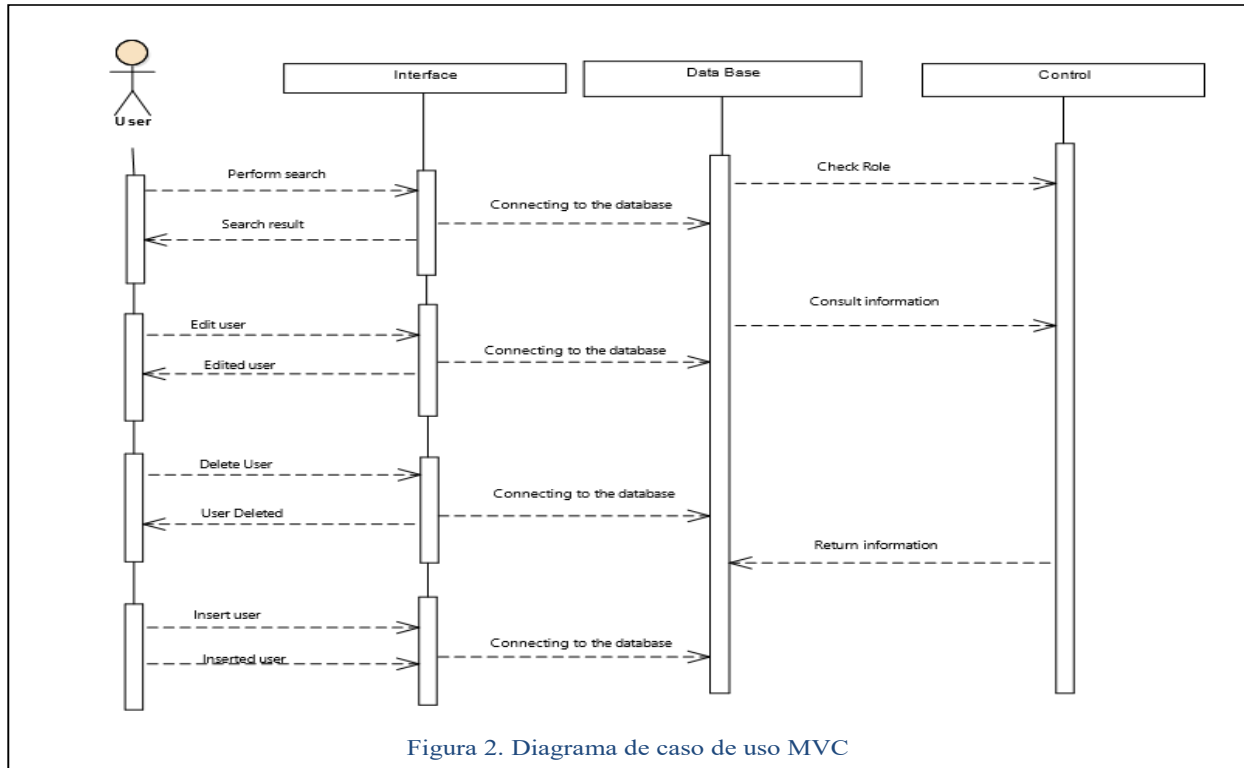 Interface
Data Base
Control
User
Perform search
Check Role
Connecting to the database
Search result
Consult information
Edit user
Connecting to the database
Edited user
Delete User
Connecting to the database
User Deleted
Return information
Insert user
Connecting to the database
Inserted user
Figura 2. Diagrama de caso de uso MVC